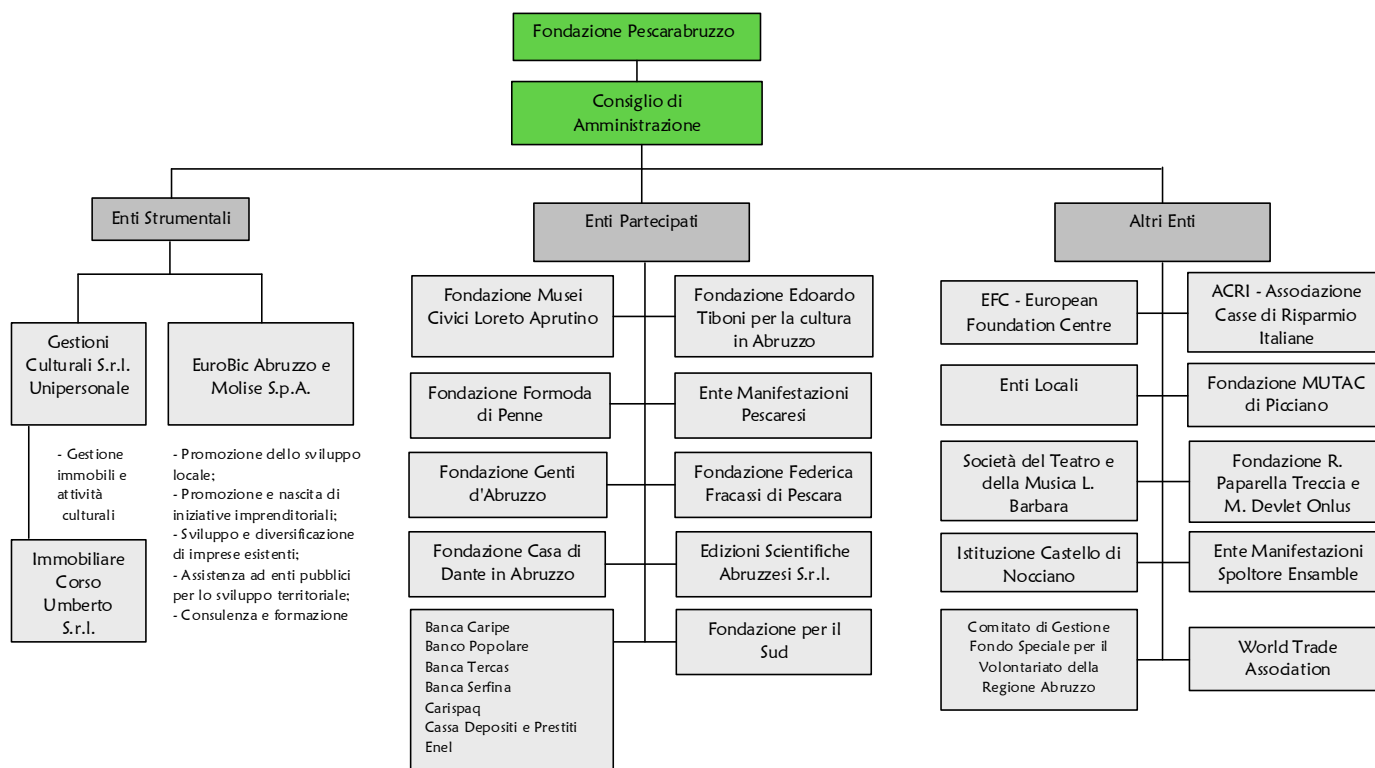 Fondazione Pescarabruzzo
Consiglio di
Amministrazione
Enti Strumentali
Gestioni
Culturali S.r.l.
Unipersonale
EuroBic Abruzzo e
Molise S.p.A.
- Gestione
immobili e
attività
culturali
- Promozione dello sviluppo
locale;
- Promozione e nascita di
iniziative imprenditoriali;
- Sviluppo e diversificazione
di imprese esistenti;
- Assistenza ad enti pubblici
per lo sviluppo territoriale;
- Consulenza e formazione
Immobiliare
Corso
Umberto
S.r.l.
Enti Partecipati
Fondazione Musei
Civici Loreto Aprutino
Fondazione Edoardo
Tiboni per la cultura
in Abruzzo
Fondazione Formoda
di Penne
Ente Manifestazioni
Pescaresi
Fondazione Genti
d'Abruzzo
Fondazione Federica
Fracassi di Pescara
Fondazione Casa di
Dante in Abruzzo
Edizioni Scientifiche
Abruzzesi S.r.l.
Banca Caripe
Banco Popolare
Banca Tercas
Banca Serfina
Carispaq
Cassa Depositi e Prestiti
Enel
Fondazione per il
Sud
Altri Enti
EFC - European
Foundation Centre
ACRI - Associazione
Casse di Risparmio
Italiane
Enti Locali
Fondazione MUTAC
di Picciano
Società del Teatro e
della Musica L.
Barbara
Fondazione R.
Paparella Treccia e
M. Devlet Onlus
Istituzione Castello di
Nocciano
Ente Manifestazioni
Spoltore Ensamble
Comitato di Gestione
Fondo Speciale per il
Volontariato della
Regione Abruzzo
World Trade
Association